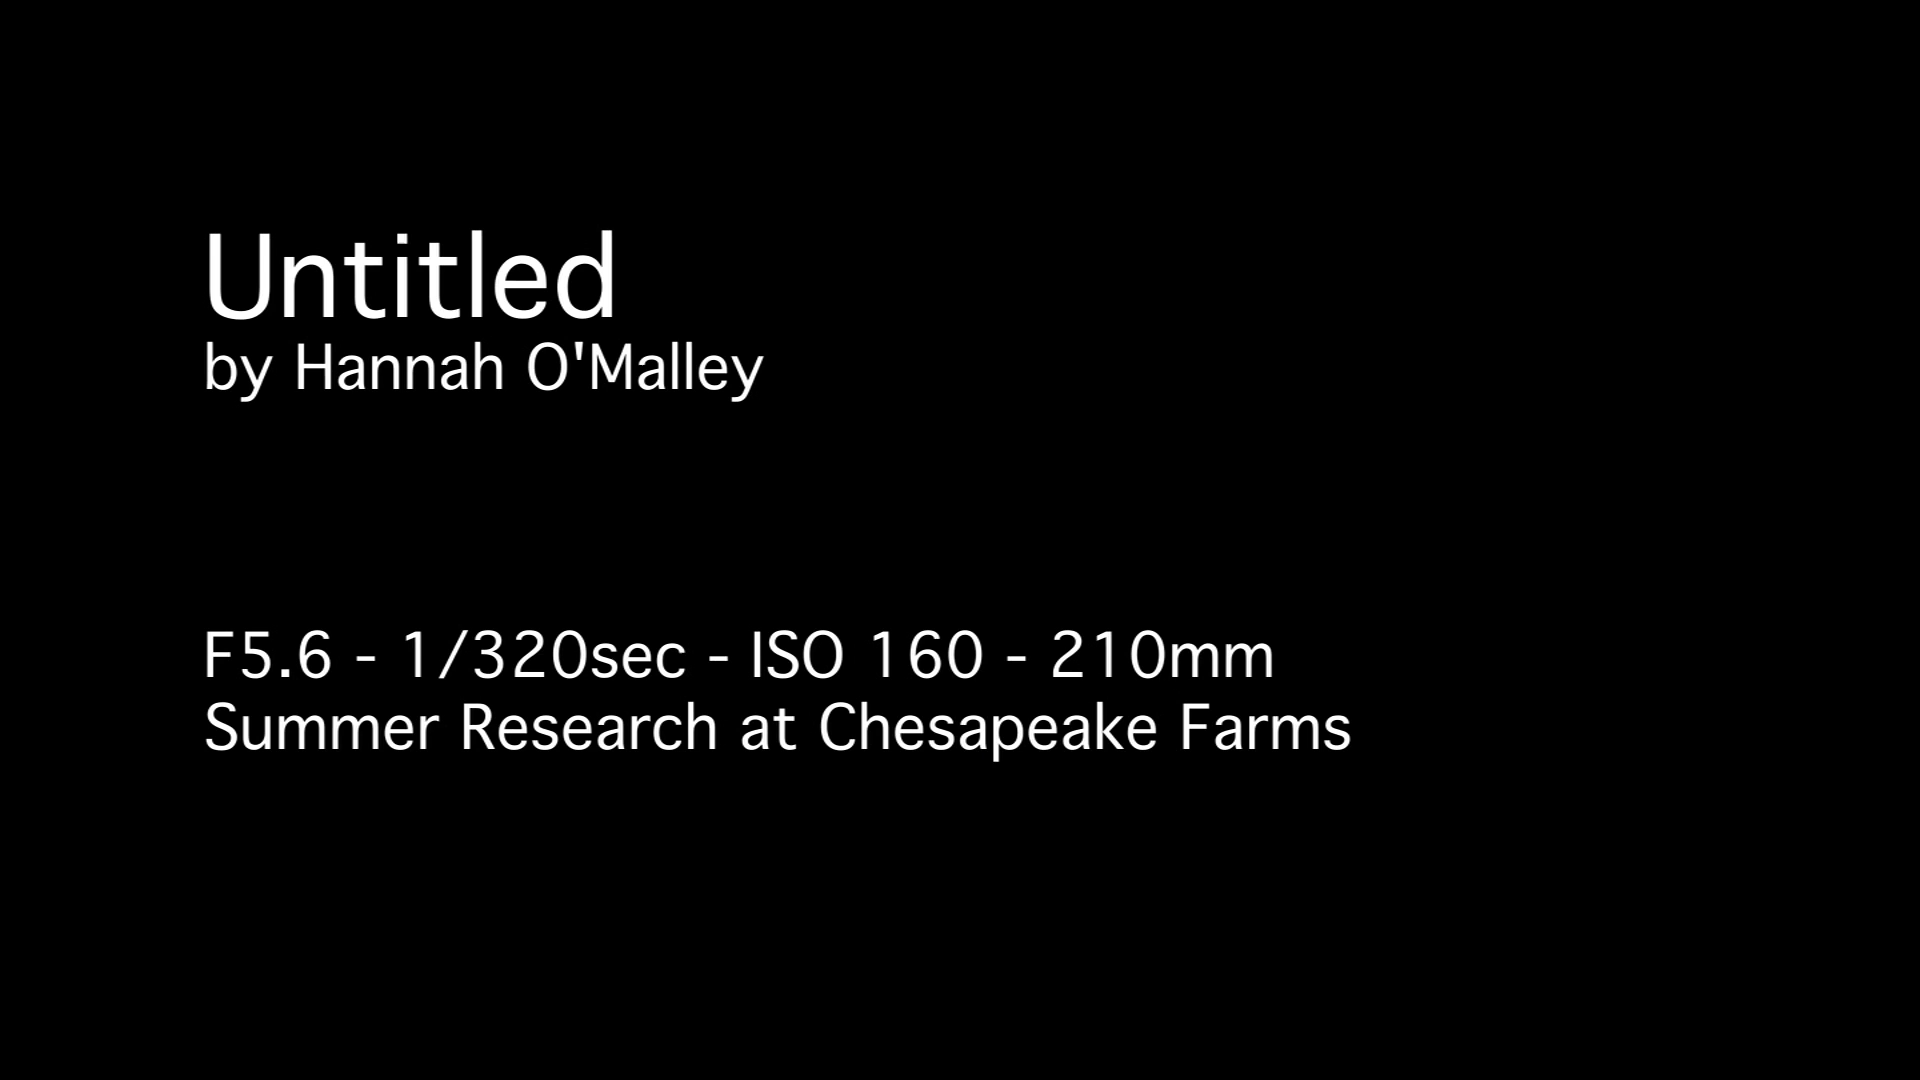 Untitled
by Hannah O'Malley
F5.6 - 1/320sec - ISO 160 - 210mm
Summer Research at Chesapeake Farms